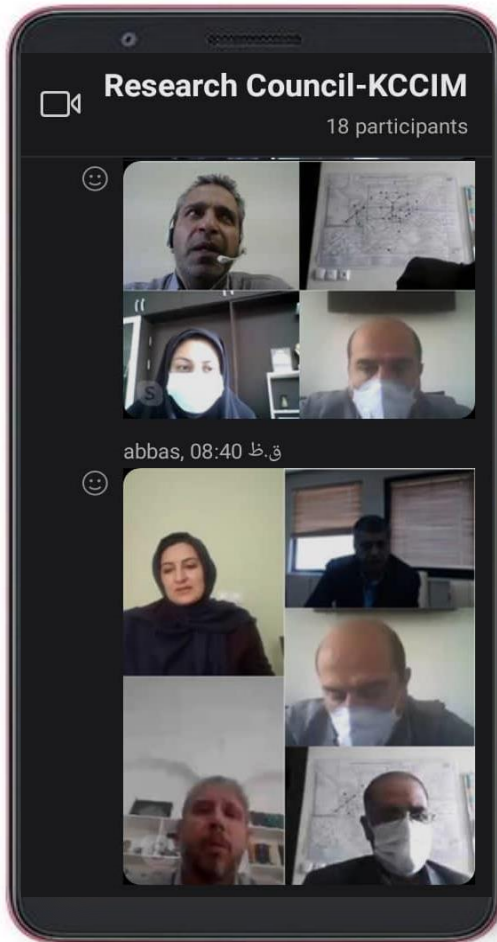 Research Council-KCCIM
18 participants
S
abbas, 08:40 ق.ظ